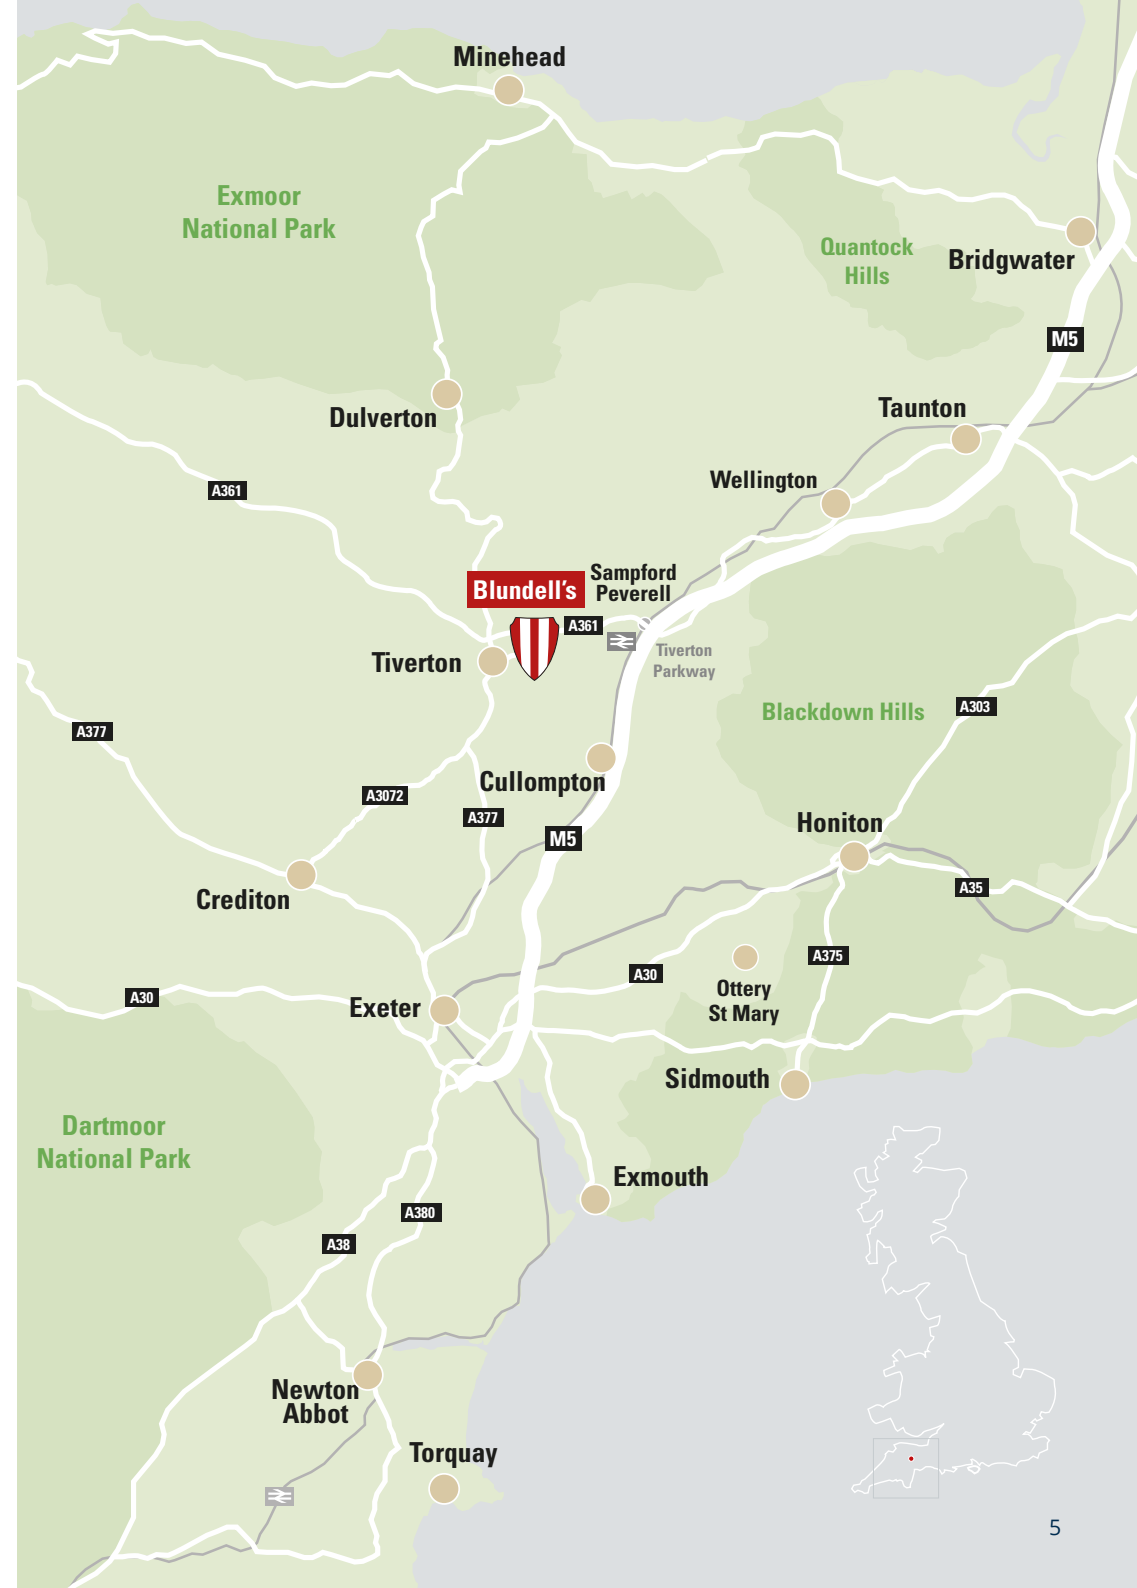 Minehead
Exmoor
National Park
Quantock
Hills
Bridgwater
M5
Dulverton
Taunton
Wellington
A361
Blundell's
Sampford
Peverell
A361
Tiverton
Tiverton
Parkway
Blackdown Hills
A303
A377
Cullompton
A3072
A377
M5
Honiton
Crediton
A35
A375
A30
A30
Ottery
St Mary
Exeter
Sidmouth
Dartmoor
National Park
Exmouth
A380
A38
Newton
Abbot
Torquay
5